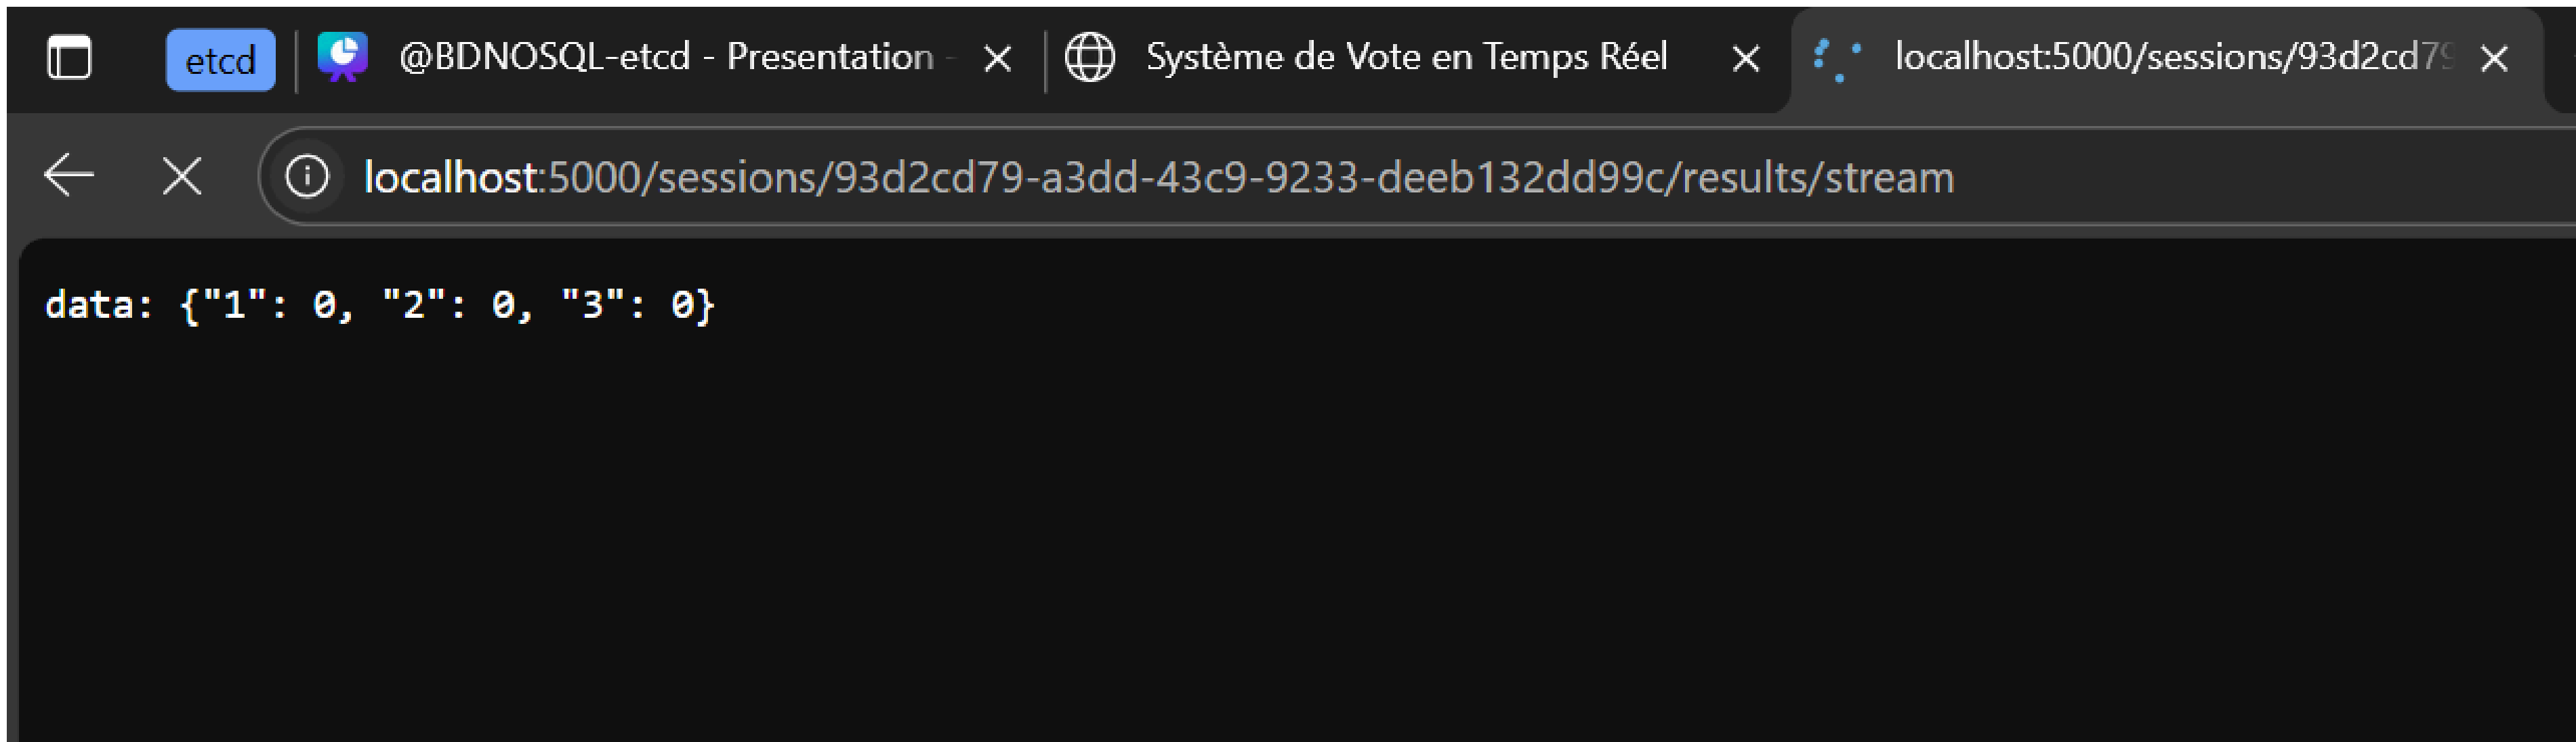 etcd
@BDNOSQL-etcd - Presentation -
Système de Vote en Temps Réel
localhost:5000/sessions/93d2cd79
localhost:5000/sessions/93d2cd79-a3dd-43c9-9233-deeb132dd99c/results/stream
data: {"1": 0, "2": 0, "3": 0}